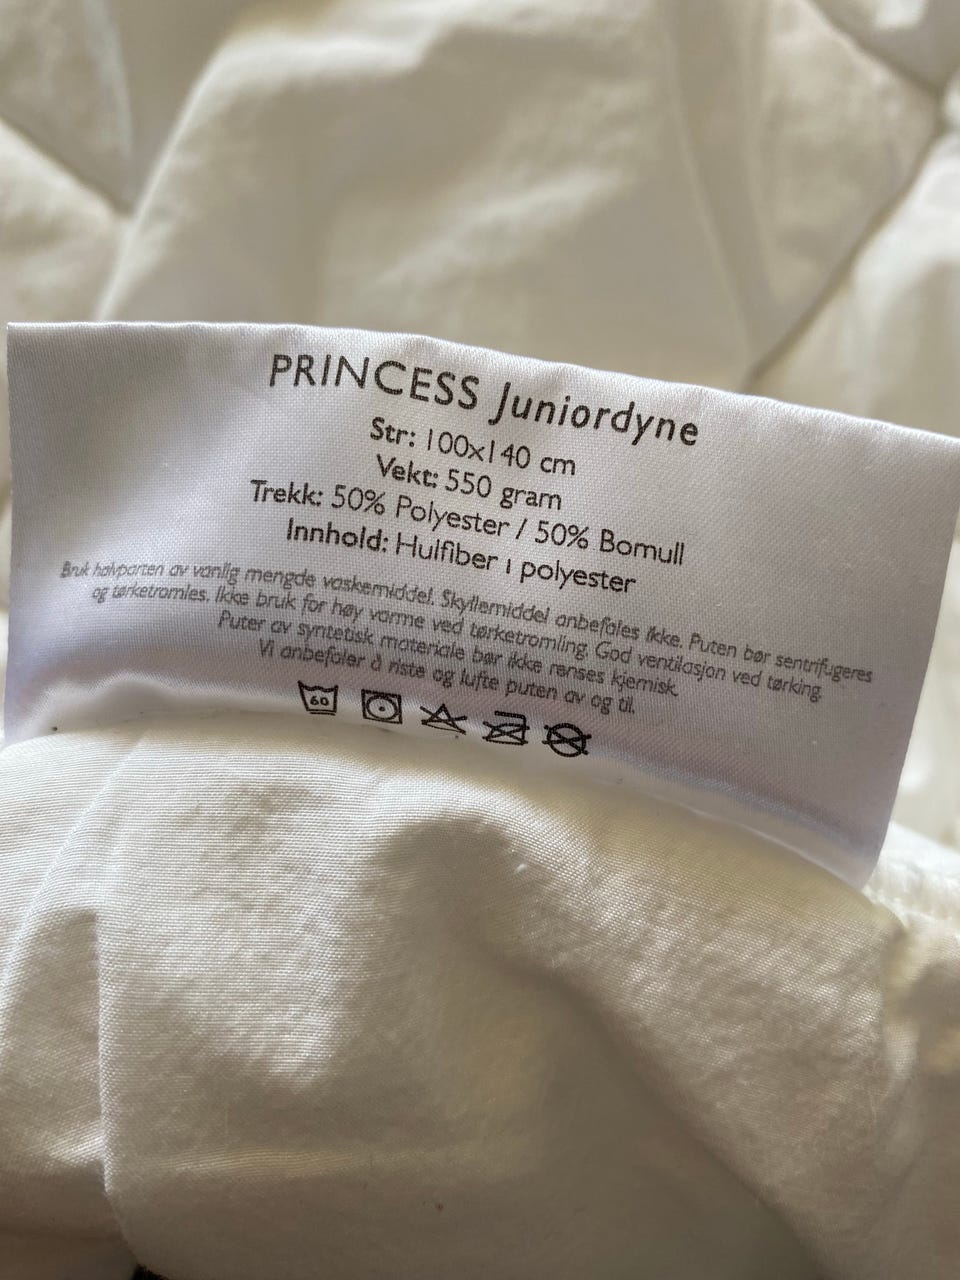 PRINCESS Juniordyne
Str: 100x140 cm
Vekt: 550 gram
Trekk: 50% Polyester / 50% Bomull
Innhold: Hulfiber i polyester
Bruk halvparten av vanlig mengde vaskemiddel. Skyllemiddel anbefales ikke. Puten bør sentrifugeres
og tørketromles. Ikke bruk for høy varme ved tørketromling. God ventilasjon ved tørking.
Puter av syntetisk materiale bør ikke renses kjemisk.
Vi anbefaler å riste og lufte puten av og til.
60